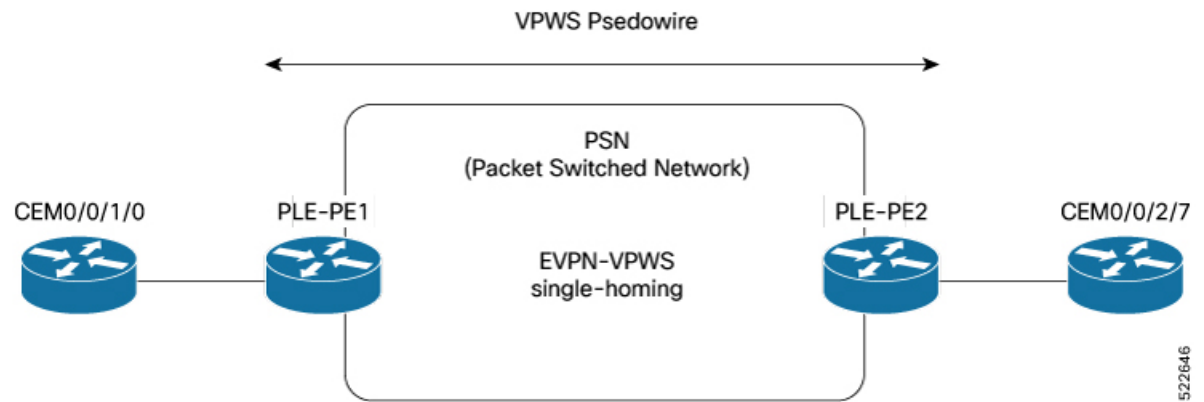 VPWS Psedowire
PSN
(Packet Switched Network)
CEM0/0/1/0
PLE-PE1
PLE-PE2
CEM0/0/2/7
EVPN-VPWS
single-homing
522646